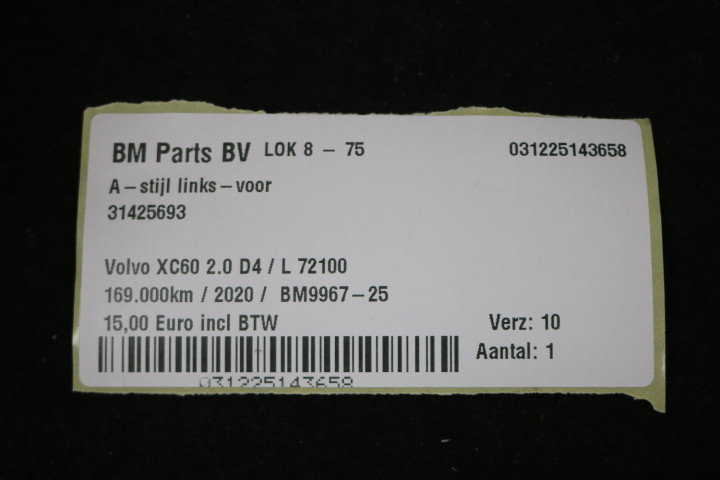 BM Parts BV LOK 8 - 75 031225143658
A-stijl links-voor
31425693
Volvo XC60 2.0 D4 / L 72100
169.000km / 2020 / BM9967-25
15,00 Euro incl BTW Verz: 10
Aantal: 1
031225143658